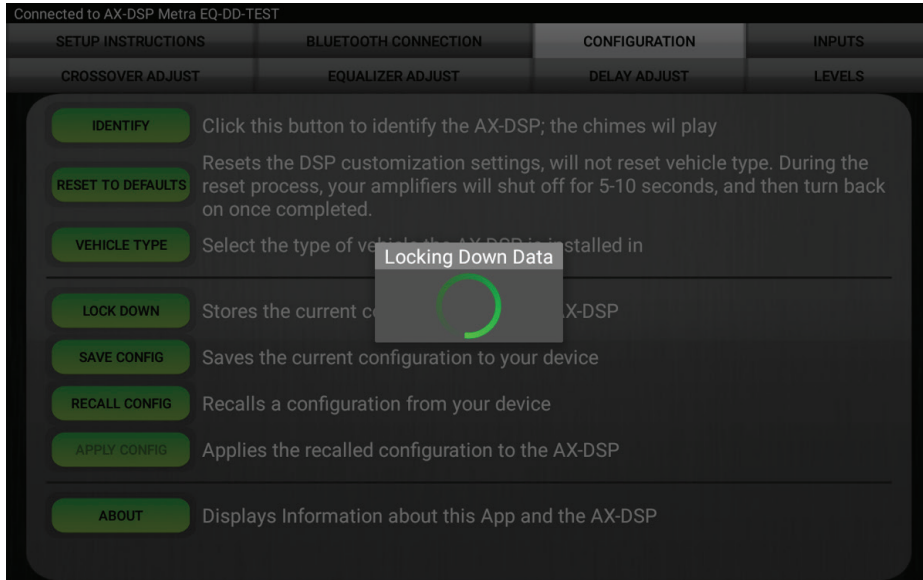 Connected to AX-DSP Metra EQ-DD-TEST
SETUP INSTRUCTIONS BLUETOOTH CONNECTION CONFIGURATION INPUTS
CROSSOVER ADJUST EQUALIZER ADJUST DELAY ADJUST LEVELS
IDENTIFY Click this button to identify the AX-DSP; the chimes wil play
Resets the DSP customization settings, will not reset vehicle type. During the
RESET TO DEFAULTS reset process, your amplifiers will shut off for 5-10 seconds, and then turn back
on once completed.
VEHICLE TYPE Select the type of vehicle the AX-DSP is installed in
Locking Down Data
LOCK DOWN Stores the current .X-DSP
SAVE CONFIG Saves the current configuration to your device
RECALL CONFIG Recalls a configuration from your device
APPLY CONFIG Applies the recalled configuration to the AX-DSP
ABOUT Displays Information about this App and the AX-DSP